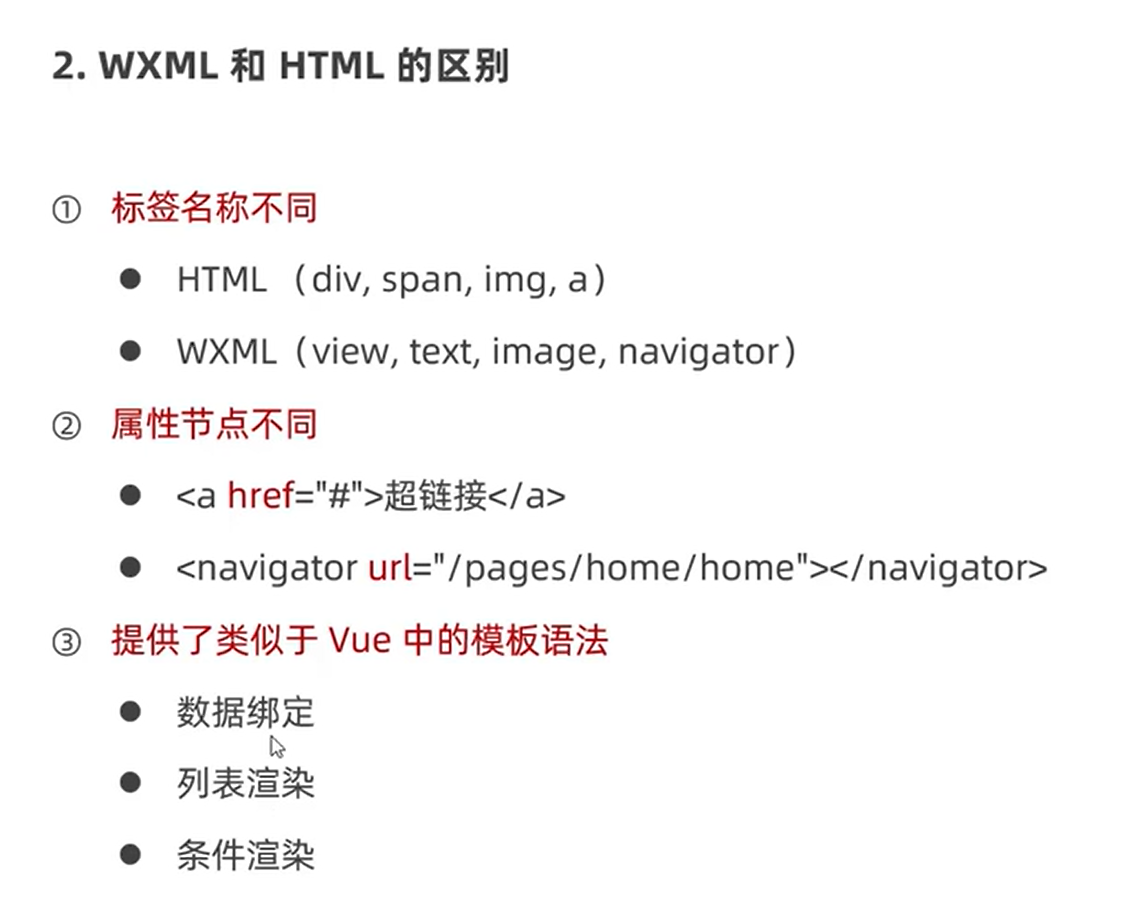 2. WXML 和 HTML 的区别
① 标签名称不同
● HTML （div, span, img, a）
● WXML（view, text, image, navigator）
② 属性节点不同
● <a href="#">超链接</a>
● <navigator url="/pages/home/home"></navigator>
③ 提供了类似于 Vue 中的模板语法
● 数据绑定
● 列表渲染
● 条件渲染